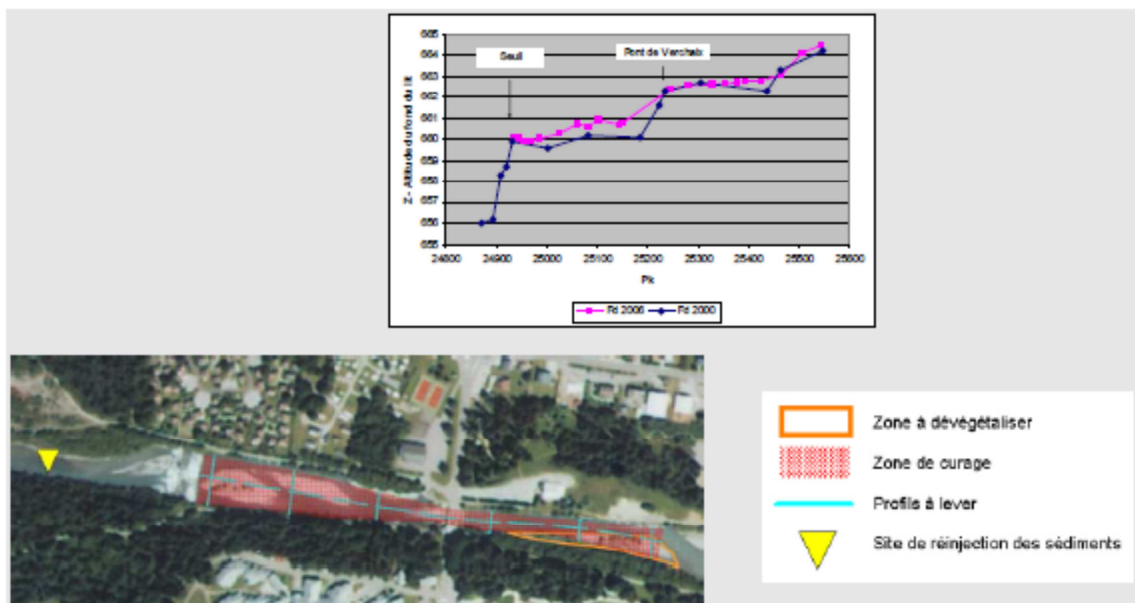 665
664
663
662
661
660
659
658
657
656
655
Z - Altitude du fond du lit
Seuil
Pont de Verchaix
24800 24900 25000 25100 25200 25300 25400 25500 25600
Pk
Fd 2006 Fd 2000
Zone à dévégétaliser
Zone de curage
Profils à lever
Site de réinjection des sédiments